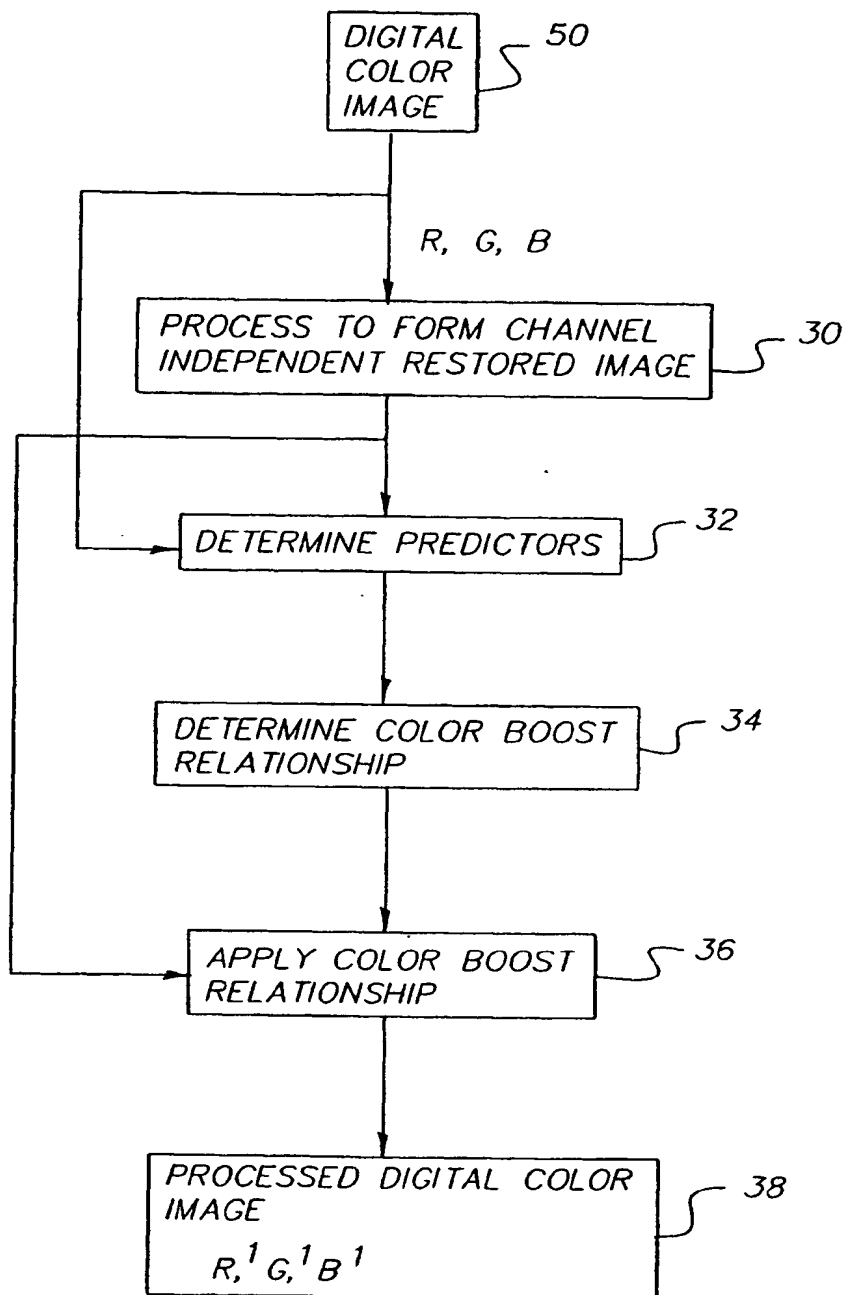 DIGITAL
COLOR
IMAGE
50
R, G, B
PROCESS TO FORM CHANNEL
INDEPENDENT RESTORED IMAGE
30
DETERMINE PREDICTORS
32
DETERMINE COLOR BOOST
RELATIONSHIP
34
APPLY COLOR BOOST
RELATIONSHIP
36
PROCESSED DIGITAL COLOR
IMAGE
R,¹ G,¹ B¹
38